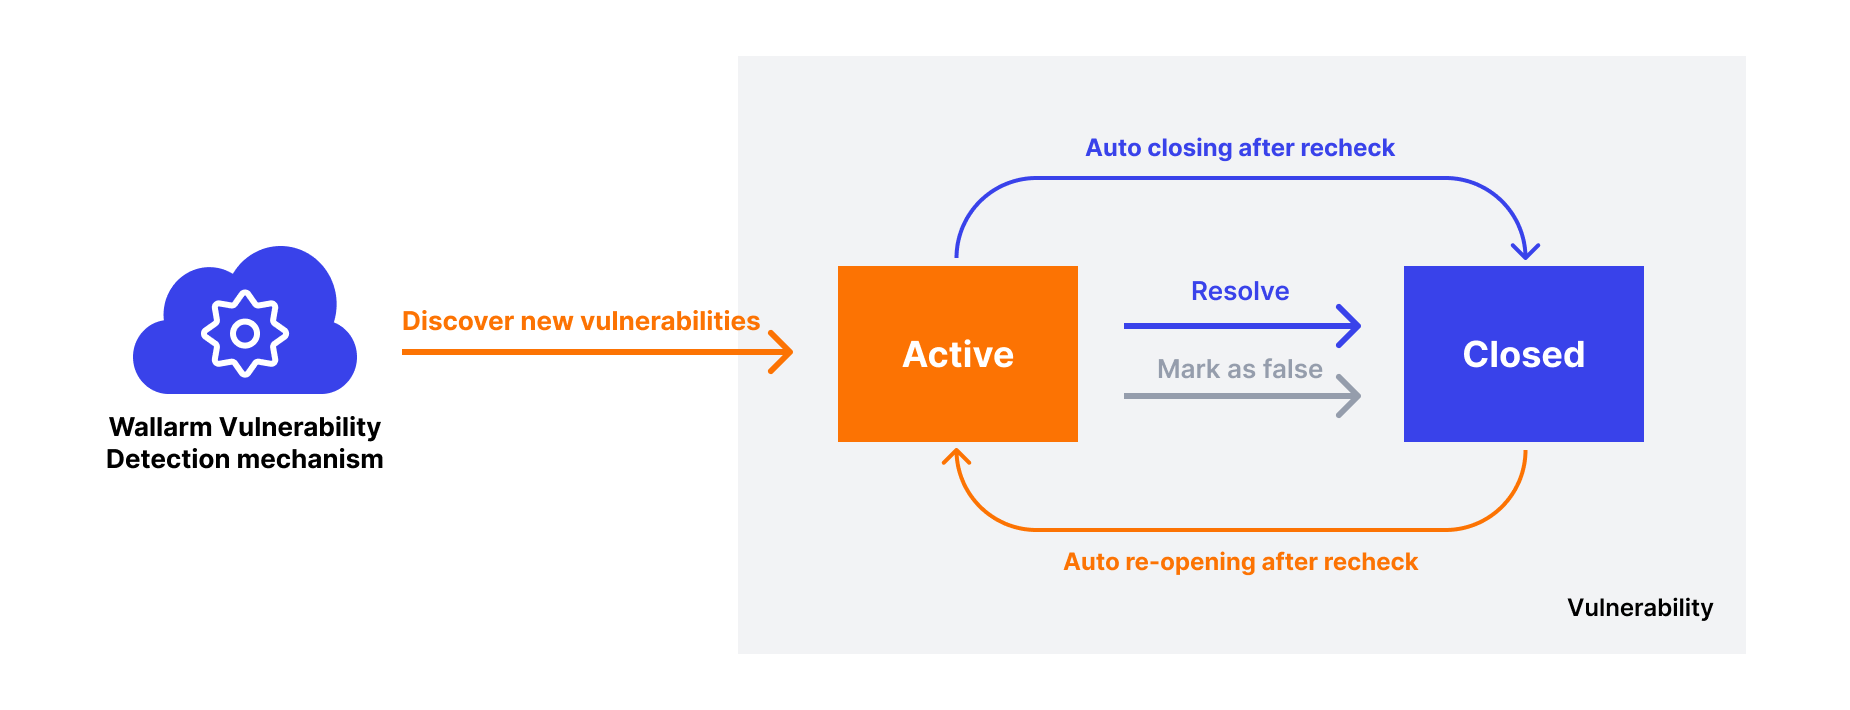 Auto closing after recheck
Resolve
Discover new vulnerabilities
Active
Mark as false
Closed
Wallarm Vulnerability
Detection mechanism
Auto re-opening after recheck
Vulnerability